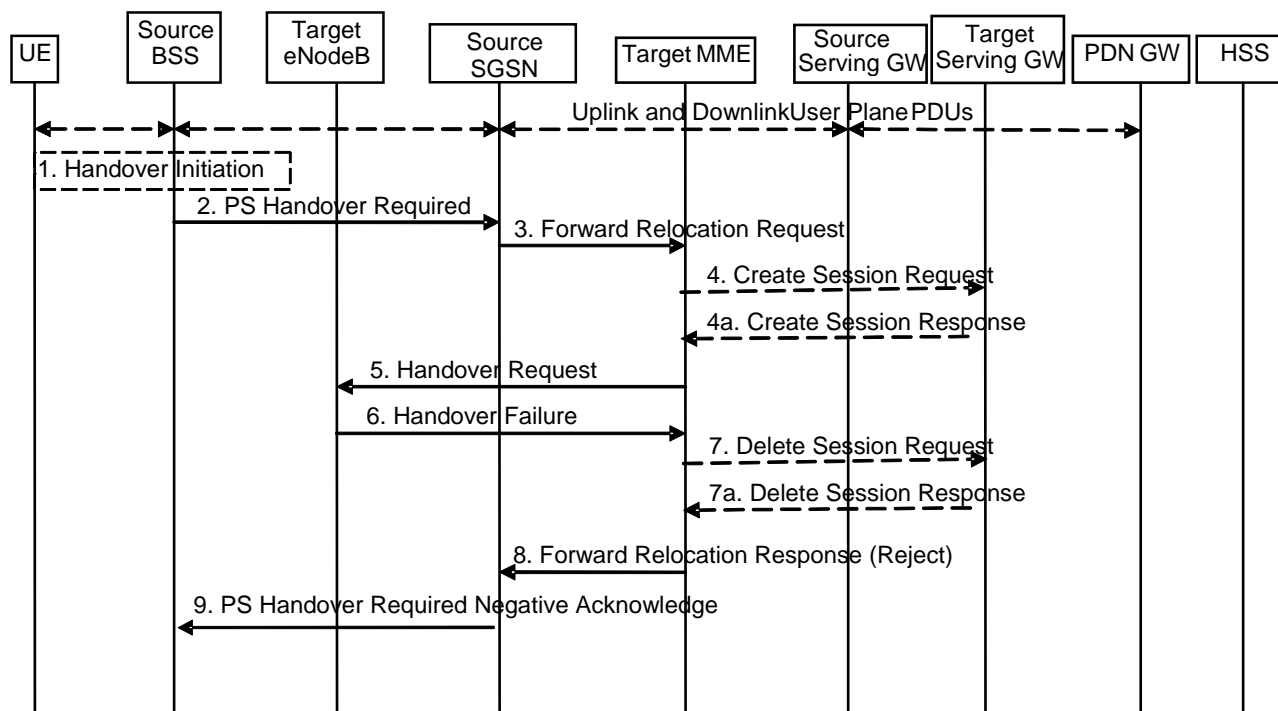 UE
Source
BSS
Target
eNodeB
Source
SGSN
Target MME
Source
Serving GW
Target
Serving GW
PDN GW
HSS
Uplink and DownlinkUser PlanePDUs
1. Handover Initiation
2. PS Handover Required
3. Forward Relocation Request
4. Create Session Request
4a. Create Session Response
5. Handover Request
6. Handover Failure
7. Delete Session Request
7a. Delete Session Response
8. Forward Relocation Response (Reject)
9. PS Handover Required Negative Acknowledge